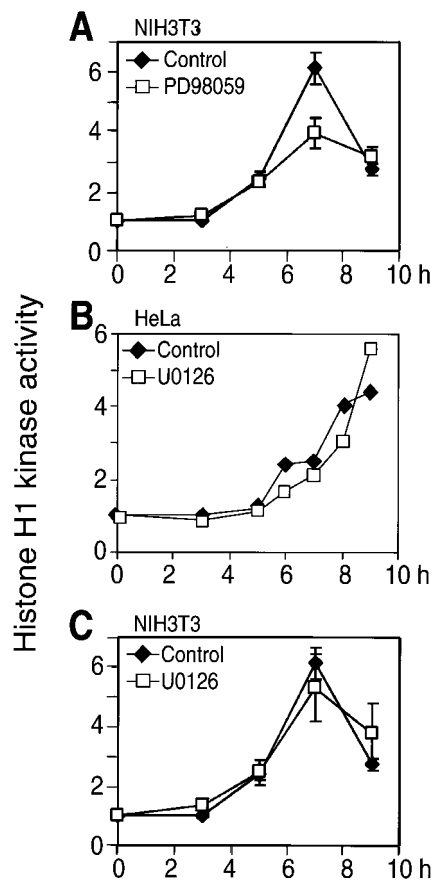 A NIH3T3
Control
PD98059
6
4
2
0
0 2 4 6 8 10 h
B HeLa
Control
U0126
6
4
2
0
0 2 4 6 8 10 h
C NIH3T3
Control
U0126
6
4
2
0
0 2 4 6 8 10 h
Histone H1 kinase activity